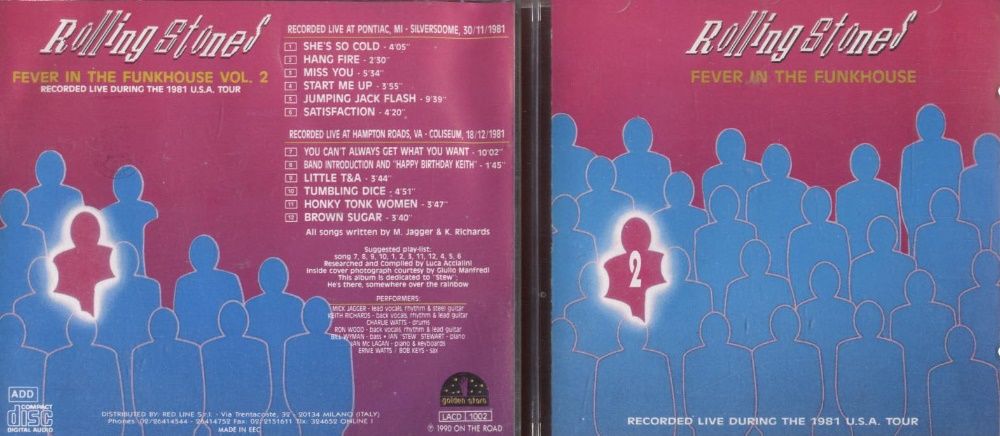 Rolling Stones
FEVER IN THE FUNKHOUSE VOL. 2
RECORDED LIVE DURING THE 1981 U.S.A. TOUR
RECORDED LIVE AT PONTIAC, MI - SILVERSDOME, 30/11/1981
1 SHE'S SO COLD - 4'05"
2 HANG FIRE - 2'30"
3 MISS YOU - 5'34"
4 START ME UP - 3'55"
5 JUMPING JACK FLASH - 9'39"
6 SATISFACTION - 4'20"
RECORDED LIVE AT HAMPTON ROADS, VA - COLISEUM, 18/12/1981
7 YOU CAN'T ALWAYS GET WHAT YOU WANT - 10'02"
8 BAND INTRODUCTION AND "HAPPY BIRTHDAY KEITH" - 1'45"
9 LITTLE T&A - 3'44"
10 TUMBLING DICE - 4'51"
11 HONKY TONK WOMEN - 3'47"
12 BROWN SUGAR - 3'40"
All songs written by M. Jagger & K. Richards
Suggested play-list:
song 7, 8, 9, 10, 1, 2, 3, 11, 12, 4, 5, 6
Researched and Compiled by Luca Accialini
Inside cover photograph courtesy by Giulio Manfredi
This album is dedicated to "Stew";
He's there, somewhere over the rainbow
PERFORMERS:
MICK JAGGER - lead vocals, rhythm & steel guitar
KEITH RICHARDS - back vocals, rhythm & lead guitar
CHARLIE WATTS - drums
RON WOOD - back vocals, rhythm & lead guitar
BILL WYMAN - bass • IAN "STEW" STEWART - piano
IAN Mc LAGAN - piano & keyboards
ERNIE WATTS / BOB KEYS - sax
ADD
COMPACT
disc
DIGITAL AUDIO
DISTRIBUTED BY: RED LINE S.r.l. - Via Trentacoste, 32 - 20134 MILANO (ITALY)
Phones: 02/26414544 - 26414752 Fax: 02/2151611 Tlx: 324652 ONLINE I
MADE IN EEC
golden stars
LACD 1002
℗ 1990 ON THE ROAD
Rolling Stones
FEVER IN THE FUNKHOUSE
2
RECORDED LIVE DURING THE 1981 U.S.A. TOUR